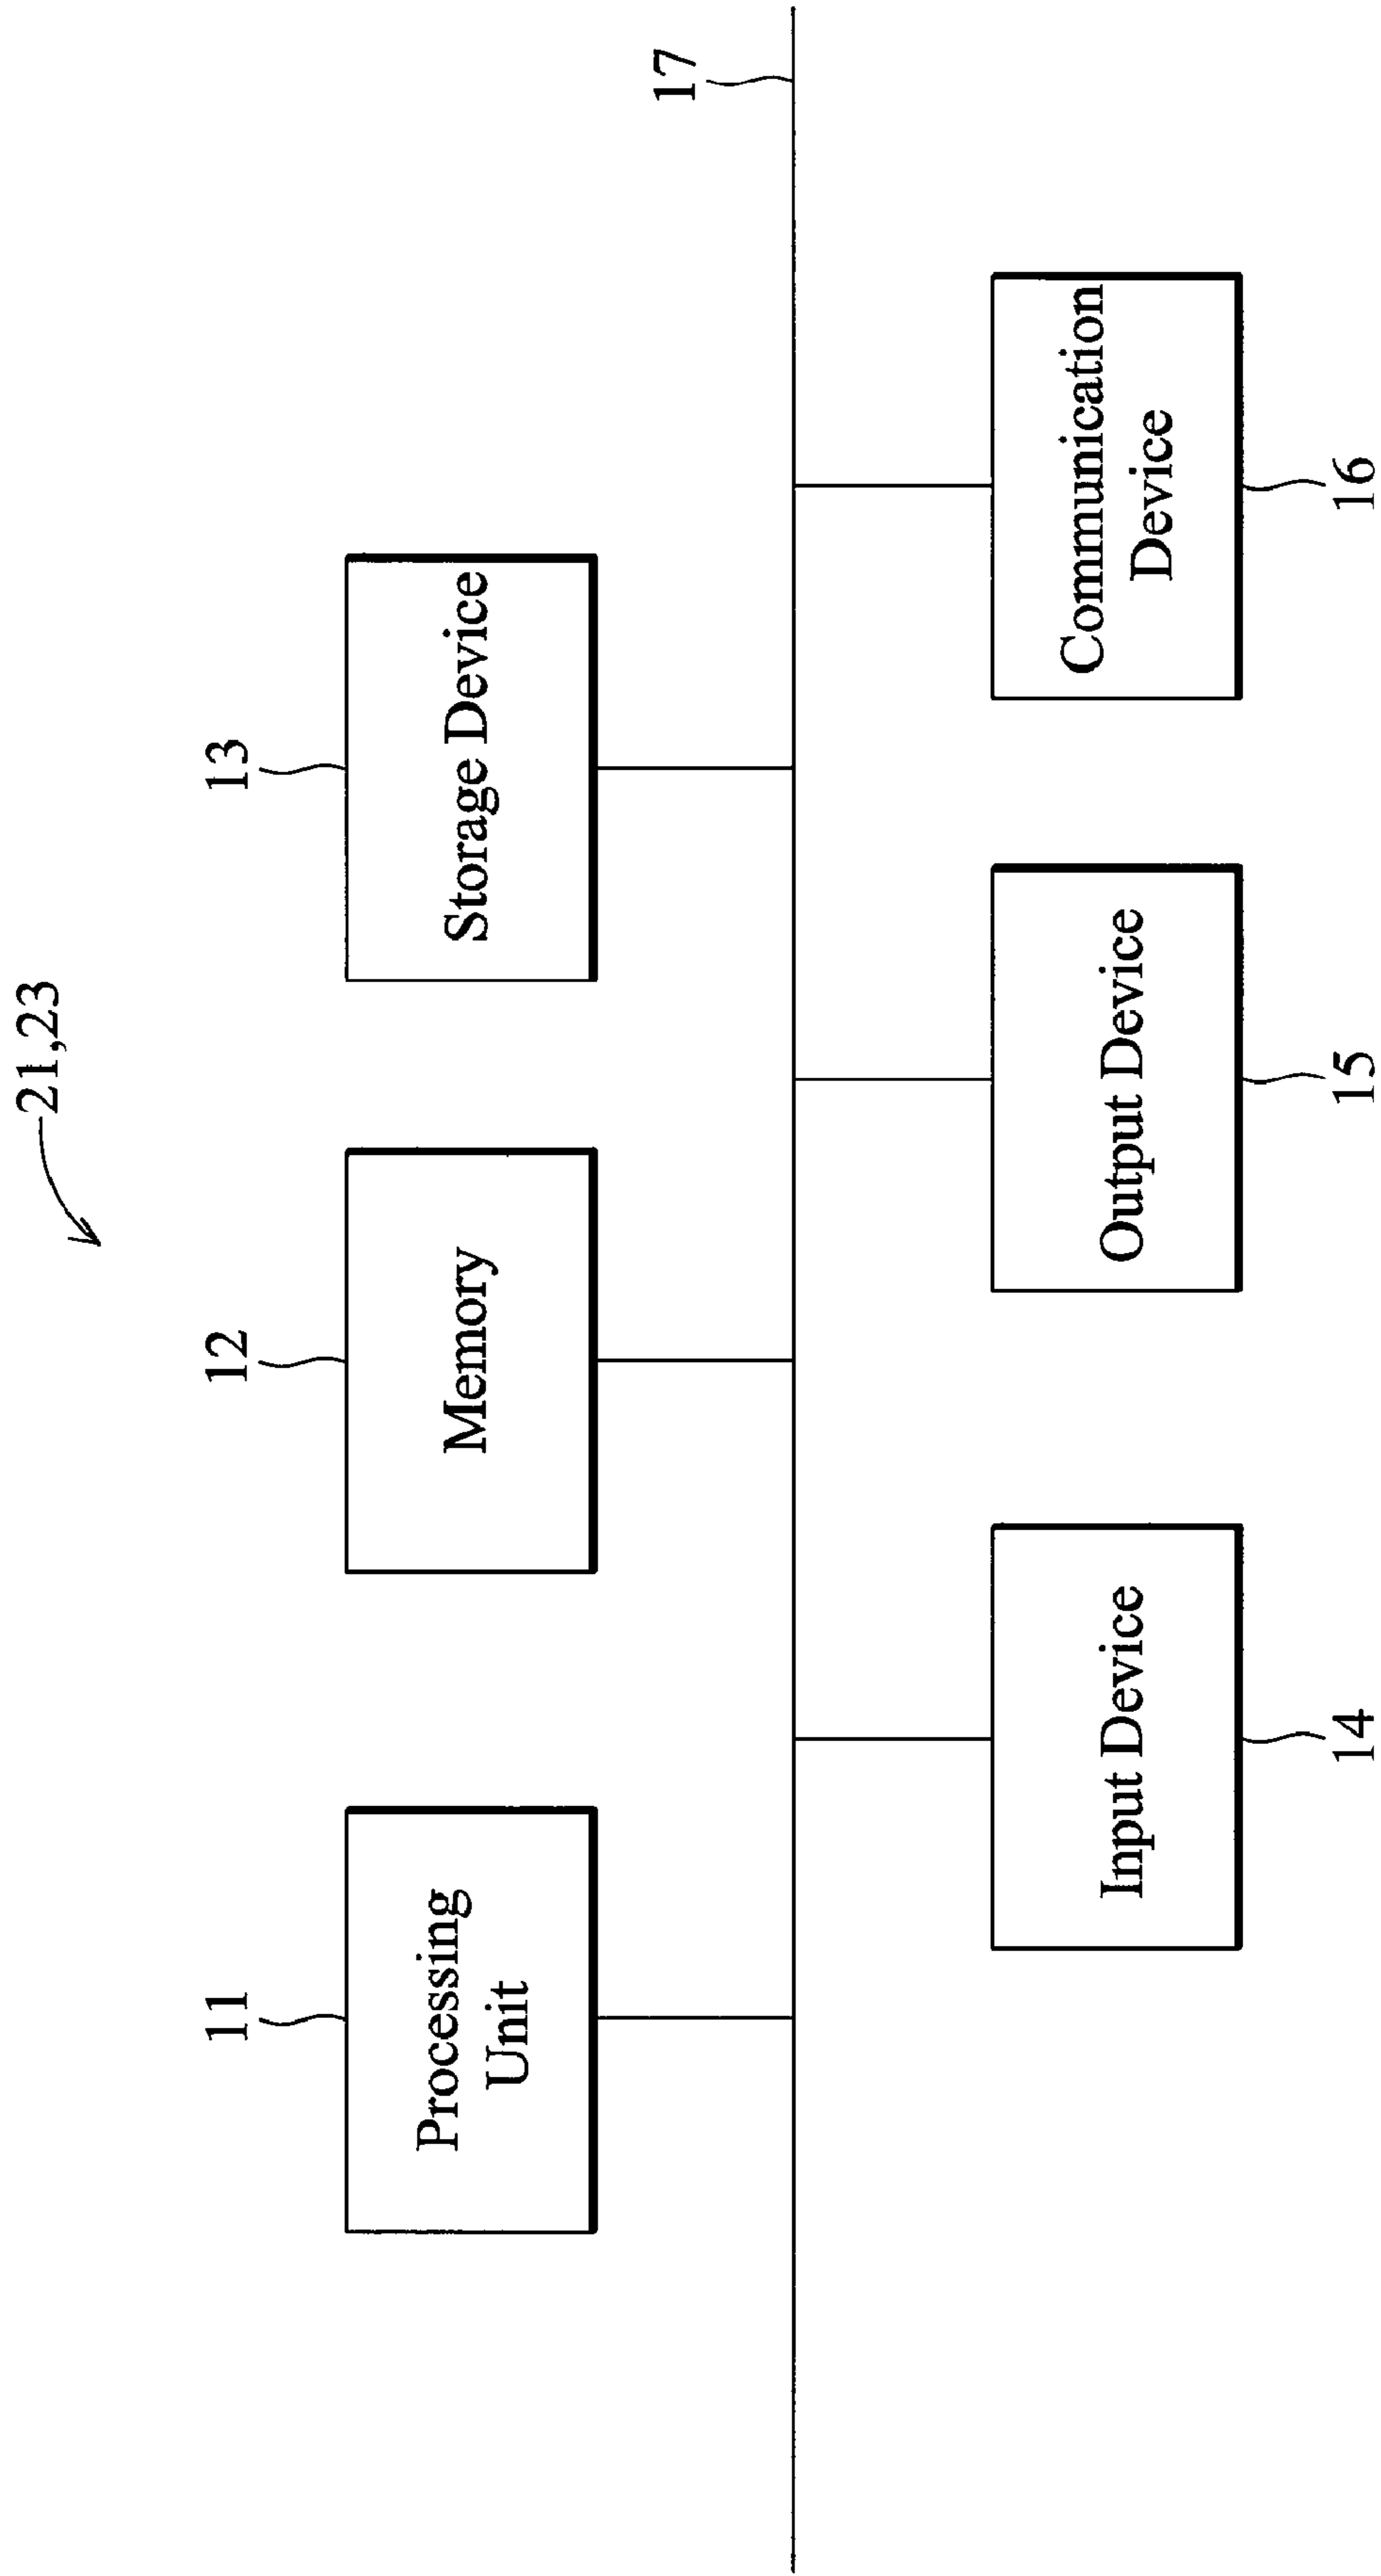 21,23
11
12
13
Processing
Unit
Memory
Storage Device
17
Input Device
Output Device
Communication
Device
14
15
16